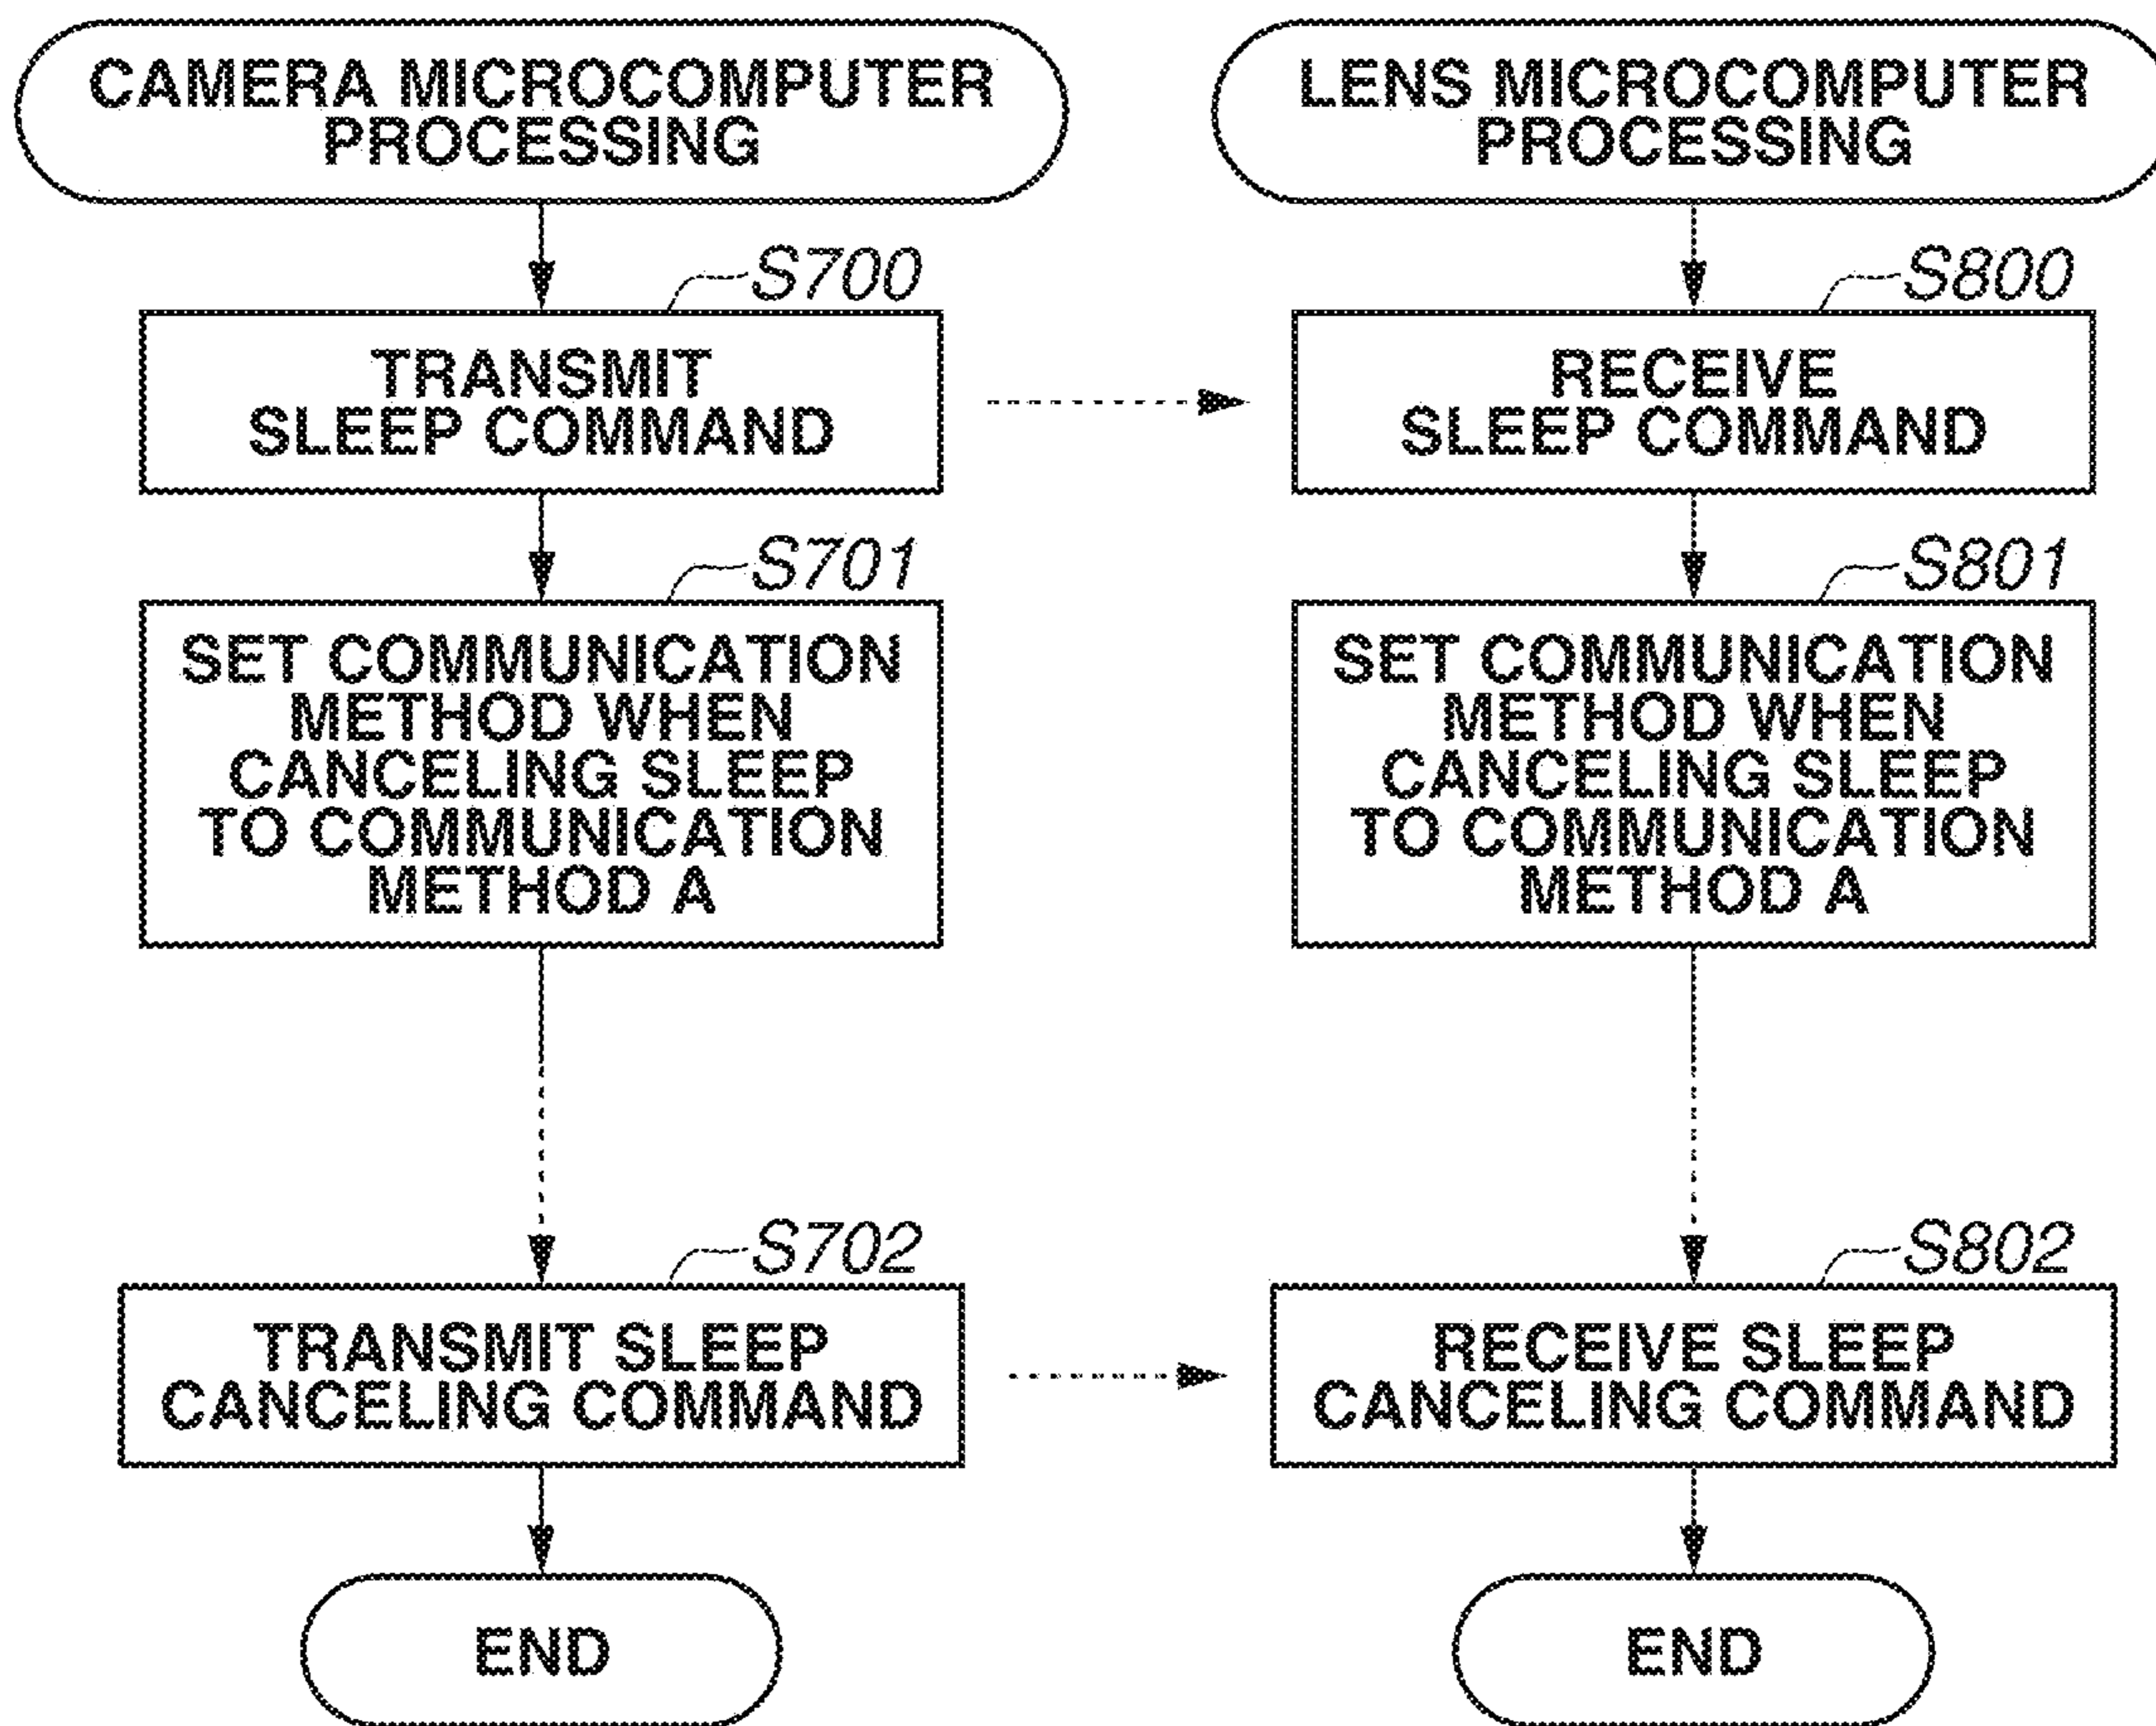 CAMERA MICROCOMPUTER
PROCESSING
S700
TRANSMIT
SLEEP COMMAND
S701
SET COMMUNICATION
METHOD WHEN
CANCELING SLEEP
TO COMMUNICATION
METHOD A
S702
TRANSMIT SLEEP
CANCELING COMMAND
END
LENS MICROCOMPUTER
PROCESSING
S800
RECEIVE
SLEEP COMMAND
S801
SET COMMUNICATION
METHOD WHEN
CANCELING SLEEP
TO COMMUNICATION
METHOD A
S802
RECEIVE SLEEP
CANCELING COMMAND
END